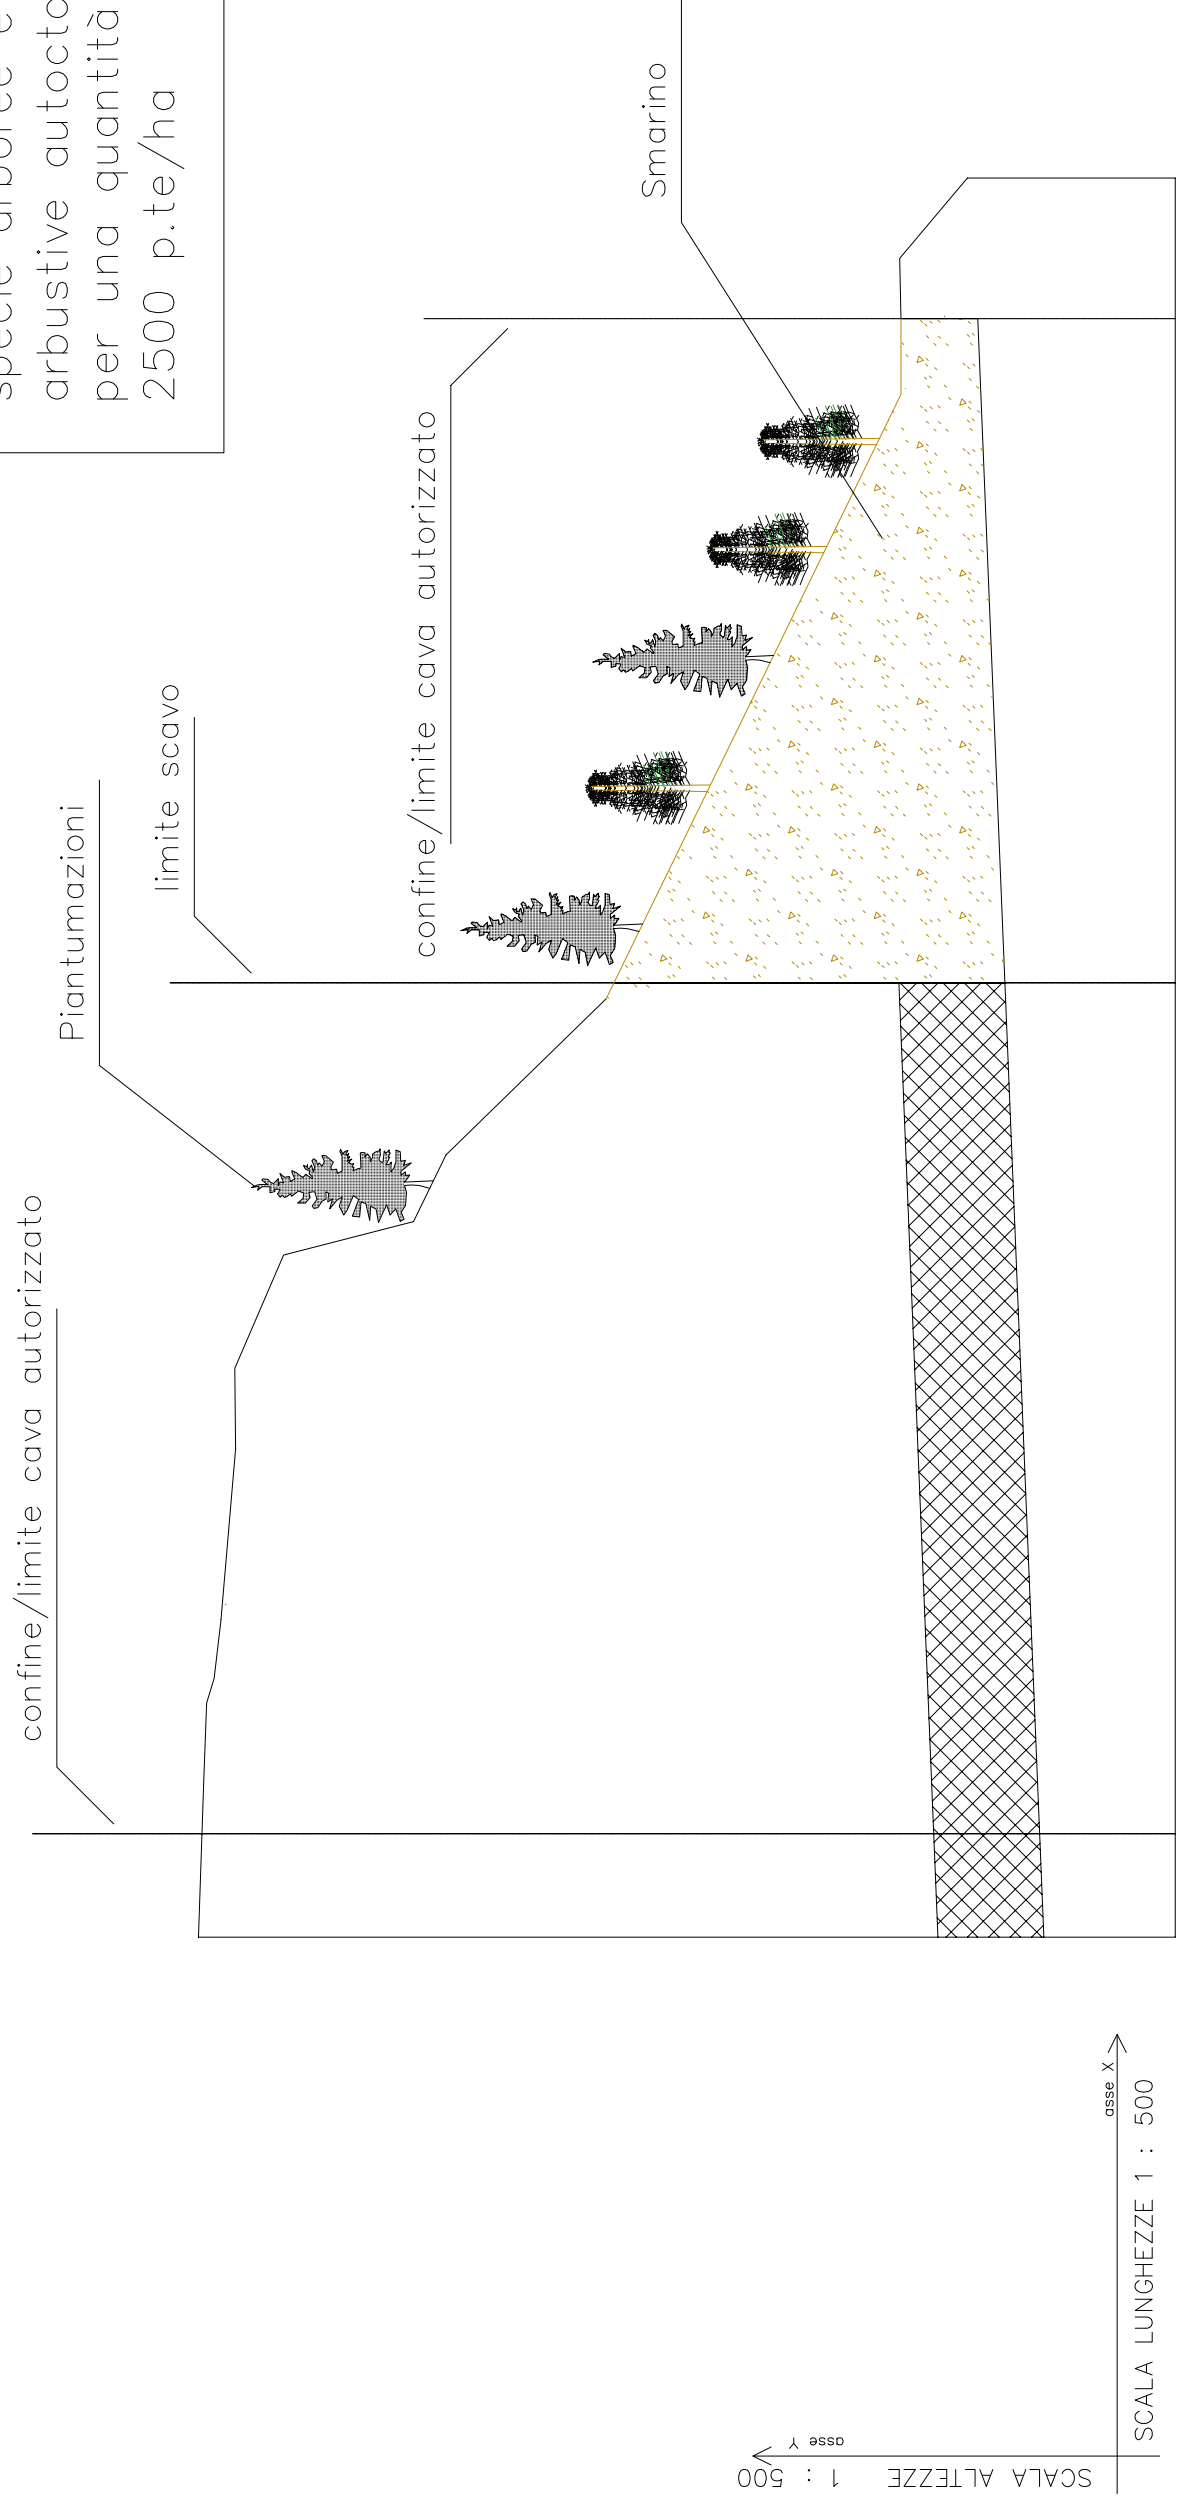 arbustive
per una quantità
2500 p.te/ha
Smarino
confine/limite cava autorizzato
limite scavo
Piantumazioni
confine/limite cava autorizzato
asse X
SCALA LUNGHEZZE 1 : 500
asse Y
SCALA ALTEZZE 1 : 500